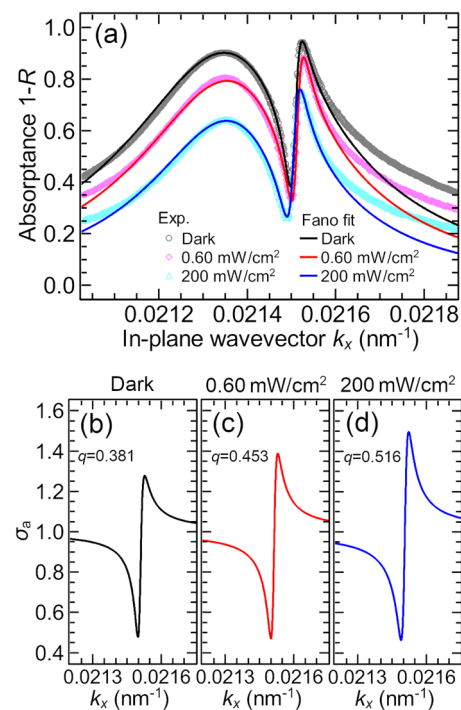 (a)
Absorptance 1-R
1.0
0.8
0.6
0.4
0.2
0.0
Exp.
Dark
0.60 mW/cm²
200 mW/cm²
Fano fit
Dark
0.60 mW/cm²
200 mW/cm²
0.0212 0.0214 0.0216 0.0218
In-plane wavevector kₓ (nm⁻¹)
Dark 0.60 mW/cm² 200 mW/cm²
(b) (c) (d)
q=0.381 q=0.453 q=0.516
σₐ
1.6
1.4
1.2
1.0
0.8
0.6
0.4
0.0213 0.0216 0.0213 0.0216 0.0213 0.0216
kₓ (nm⁻¹) kₓ (nm⁻¹) kₓ (nm⁻¹)